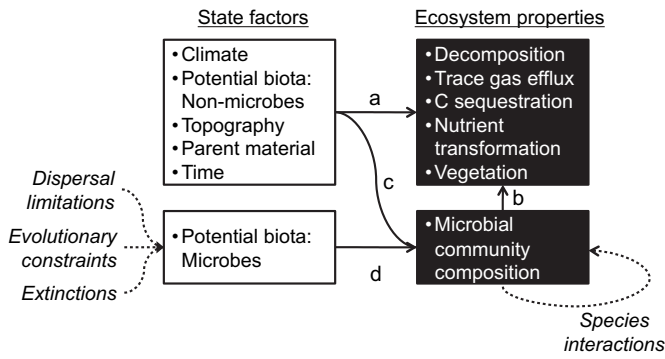 State factors
Ecosystem properties
•Climate
•Potential biota:
Non-microbes
•Topography
•Parent material
•Time
a
•Decomposition
•Trace gas efflux
•C sequestration
•Nutrient
transformation
•Vegetation
c
b
Dispersal
limitations
Evolutionary
constraints
Extinctions
•Potential biota:
Microbes
d
•Microbial
community
composition
Species
interactions